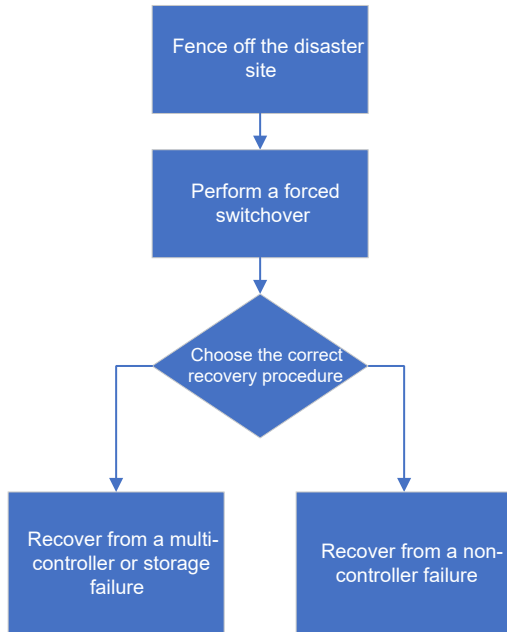 Fence off the disaster
site
Perform a forced
switchover
Choose the correct
recovery procedure
Recover from a multi-
controller or storage
failure
Recover from a non-
controller failure